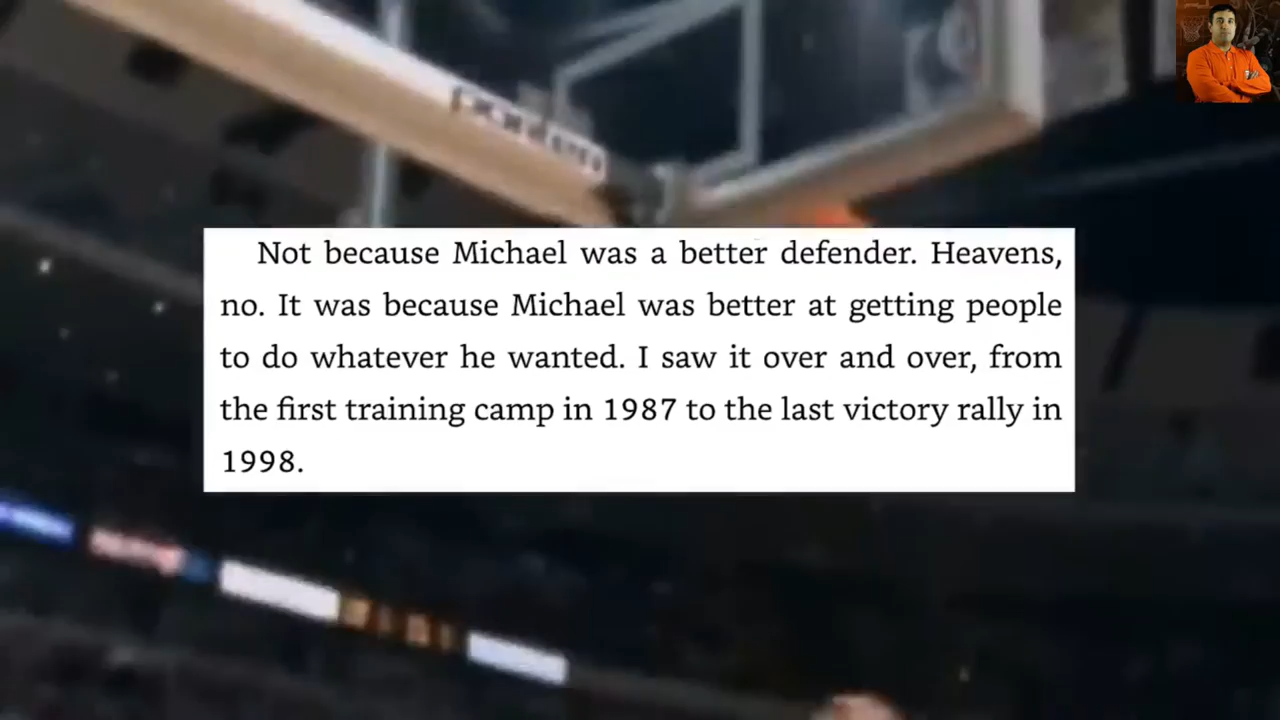 Not because Michael was a better defender. Heavens,
no. It was because Michael was better at getting people
to do whatever he wanted. I saw it over and over, from
the first training camp in 1987 to the last victory rally in
1998.